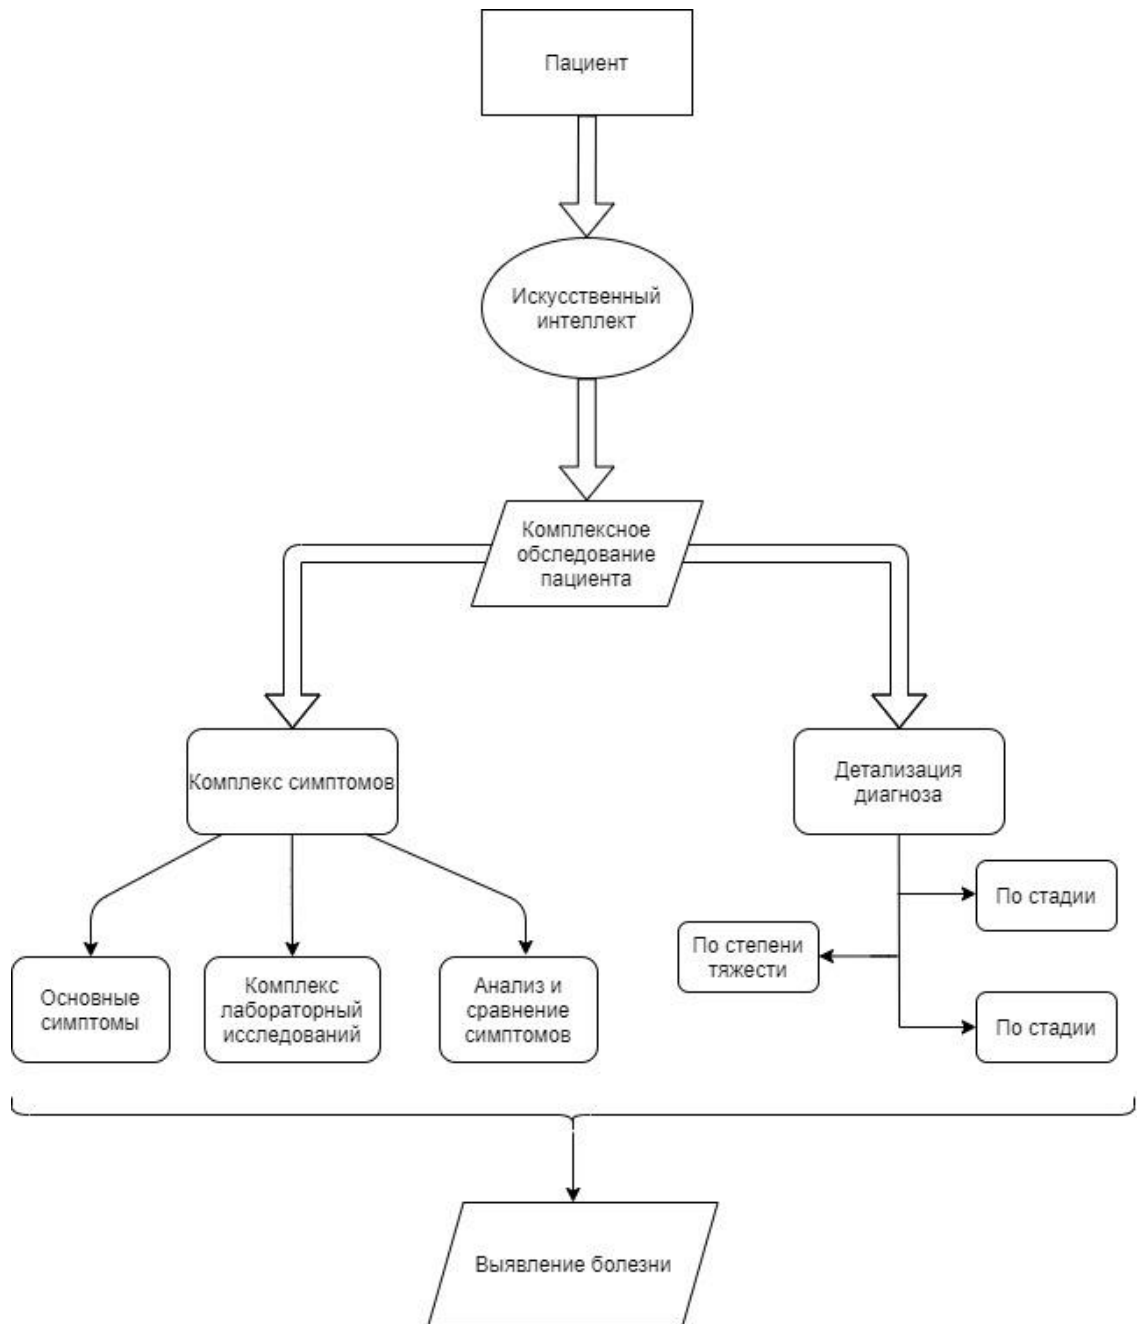 Пациент
Искусственный
интеллект
Комплексное
обследование
пациента
Комплекс симптомов
Детализация
диагноза
По стадии
По степени
тяжести
По стадии
Основные
симптомы
Комплекс
лабораторный
исследований
Анализ и
сравнение
симптомов
Выявление болезни